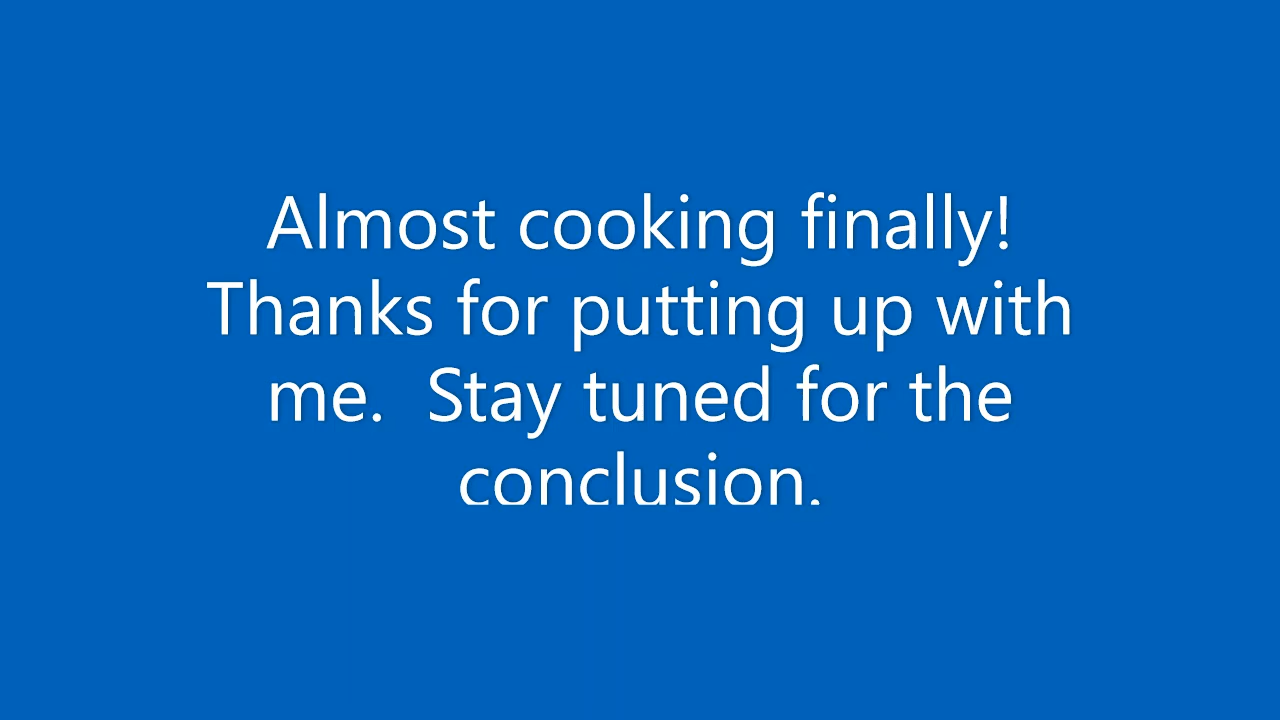 Almost cooking finally!
Thanks for putting up with
me.  Stay tuned for the
conclusion.